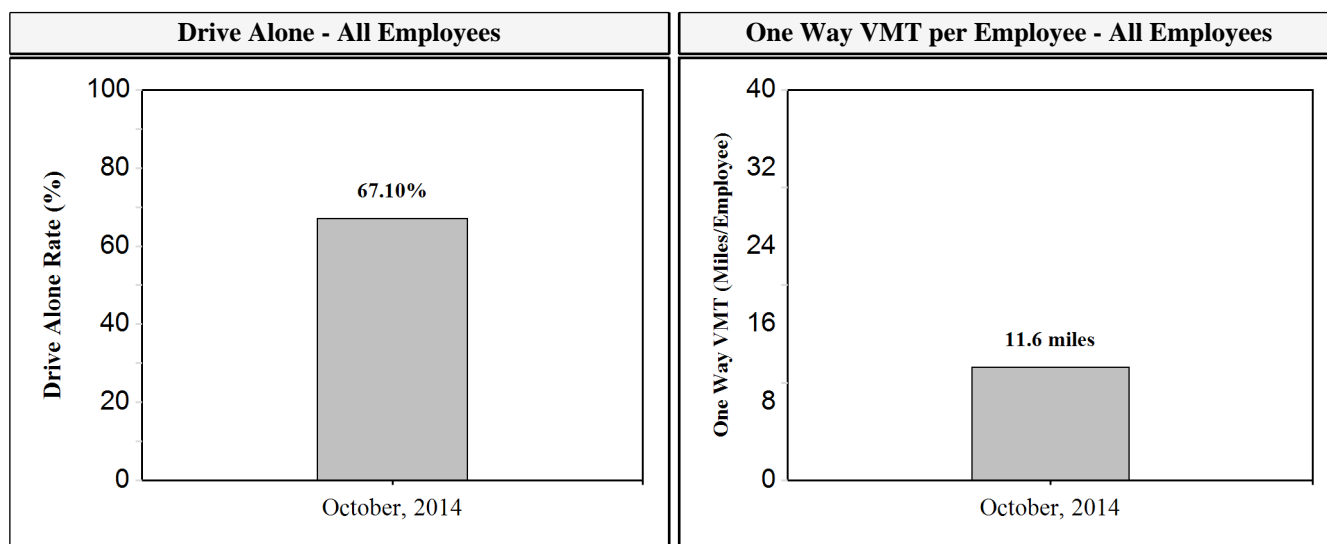 Drive Alone - All Employees
Drive Alone Rate (%)
100
80
60
40
20
0
67.10%
October, 2014
One Way VMT per Employee - All Employees
One Way VMT (Miles/Employee)
40
32
24
16
8
0
11.6 miles
October, 2014